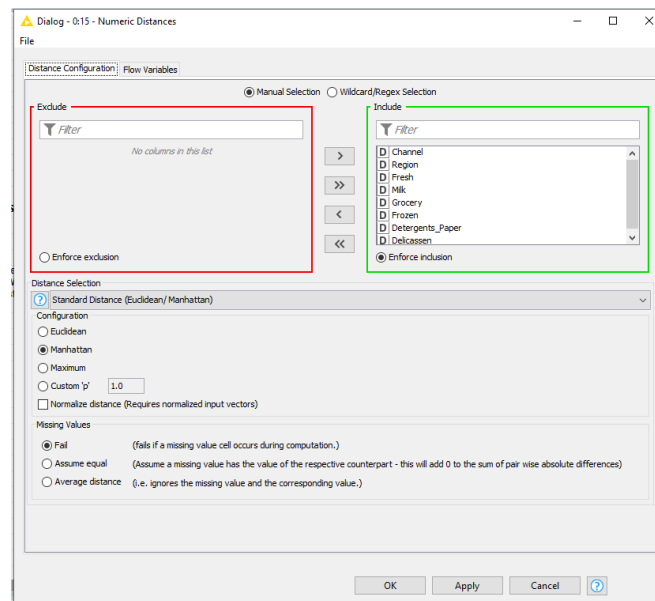 Dialog - 0:15 - Numeric Distances
File
Distance Configuration Flow Variables
Manual Selection Wildcard/Regex Selection
Exclude
Filter
No columns in this list
Enforce exclusion
>
>>
<
<<
Include
Filter
D Channel
D Region
D Fresh
D Milk
D Grocery
D Frozen
D Detergents_Paper
D Delicassen
Enforce inclusion
Distance Selection
? Standard Distance (Euclidean/ Manhattan)
Configuration
Euclidean
Manhattan
Maximum
Custom 'p' 1.0
Normalize distance (Requires normalized input vectors)
Missing Values
Fail (fails if a missing value cell occurs during computation.)
Assume equal (Assume a missing value has the value of the respective counterpart - this will add 0 to the sum of pair wise absolute differences)
Average distance (i.e. ignores the missing value and the corresponding value.)
OK Apply Cancel ?